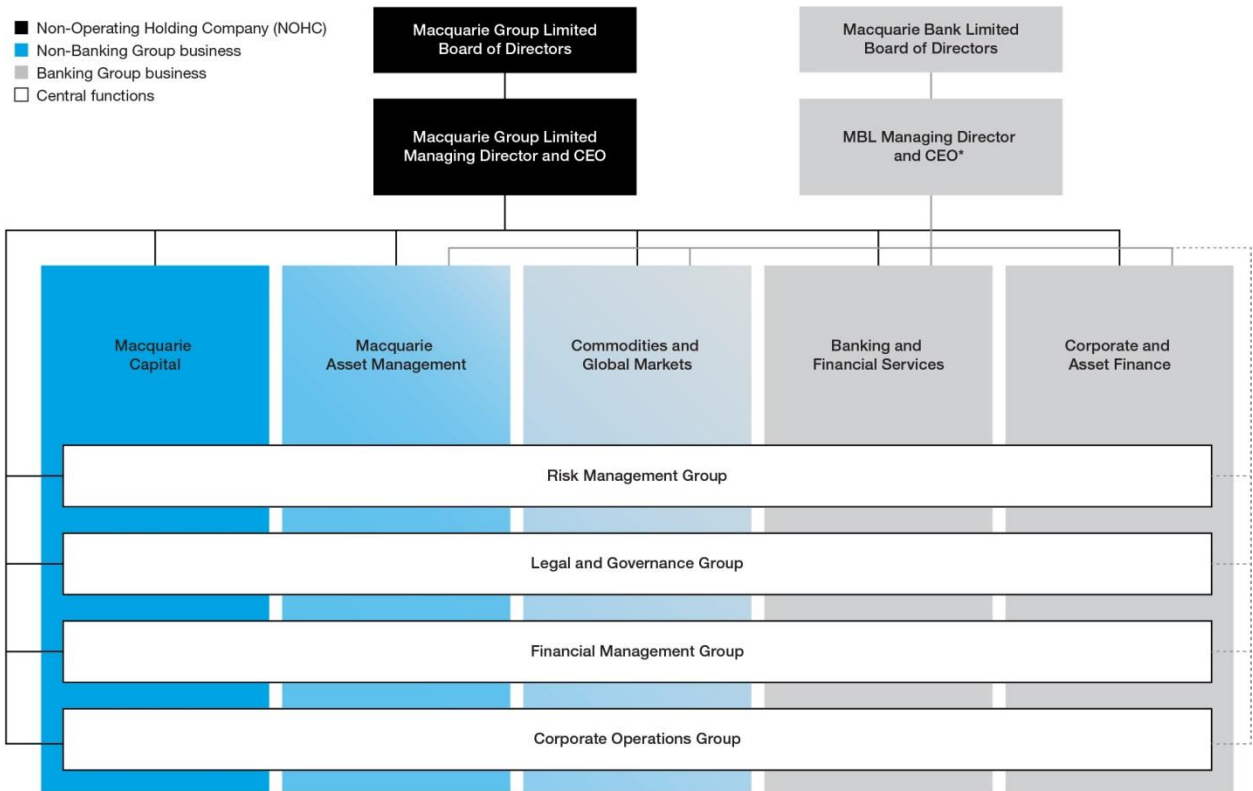 Non-Operating Holding Company (NOHC)
Non-Banking Group business
Banking Group business
Central functions
Macquarie Group Limited
Board of Directors
Macquarie Bank Limited
Board of Directors
Macquarie Group Limited
Managing Director and CEO
MBL Managing Director
and CEO*
Macquarie
Capital
Macquarie
Asset Management
Commodities and
Global Markets
Banking and
Financial Services
Corporate and
Asset Finance
Risk Management Group
Legal and Governance Group
Financial Management Group
Corporate Operations Group